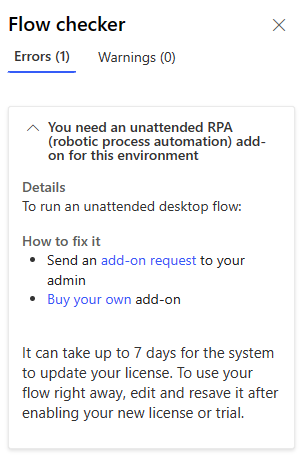 Flow checker
Errors (1) Warnings (0)
You need an unattended RPA
(robotic process automation) add-
on for this environment
Details
To run an unattended desktop flow:
How to fix it
Send an add-on request to your
admin
Buy your own add-on
It can take up to 7 days for the system
to update your license. To use your
flow right away, edit and resave it after
enabling your new license or trial.